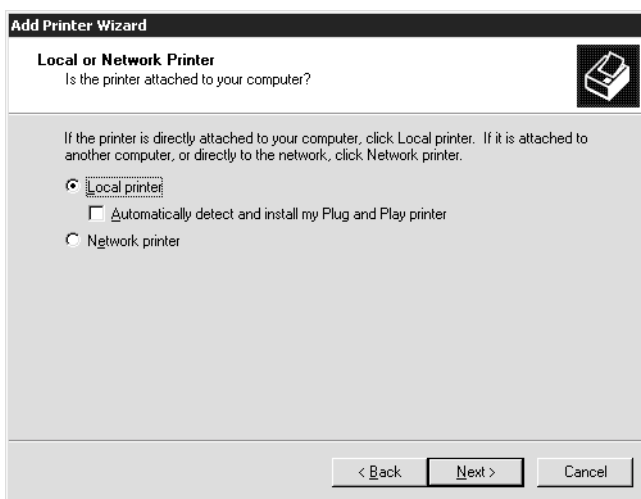 Add Printer Wizard
Local or Network Printer
Is the printer attached to your computer?
If the printer is directly attached to your computer, click Local printer. If it is attached to
another computer, or directly to the network, click Network printer.
Local printer
Automatically detect and install my Plug and Play printer
Network printer
< Back Next > Cancel